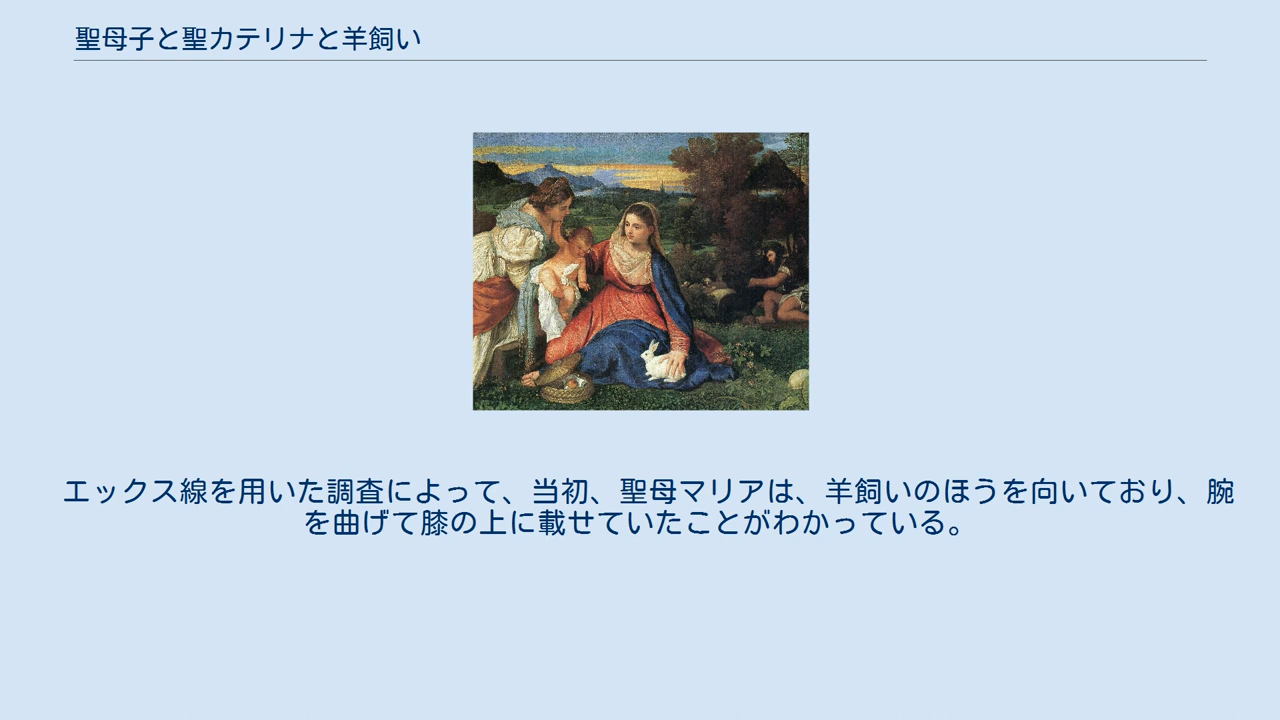 聖母子と聖カテリナと羊飼い
エックス線を用いた調査によって、当初、聖母マリアは、羊飼いのほうを向いており、腕
を曲げて膝の上に載せていたことがわかっている。